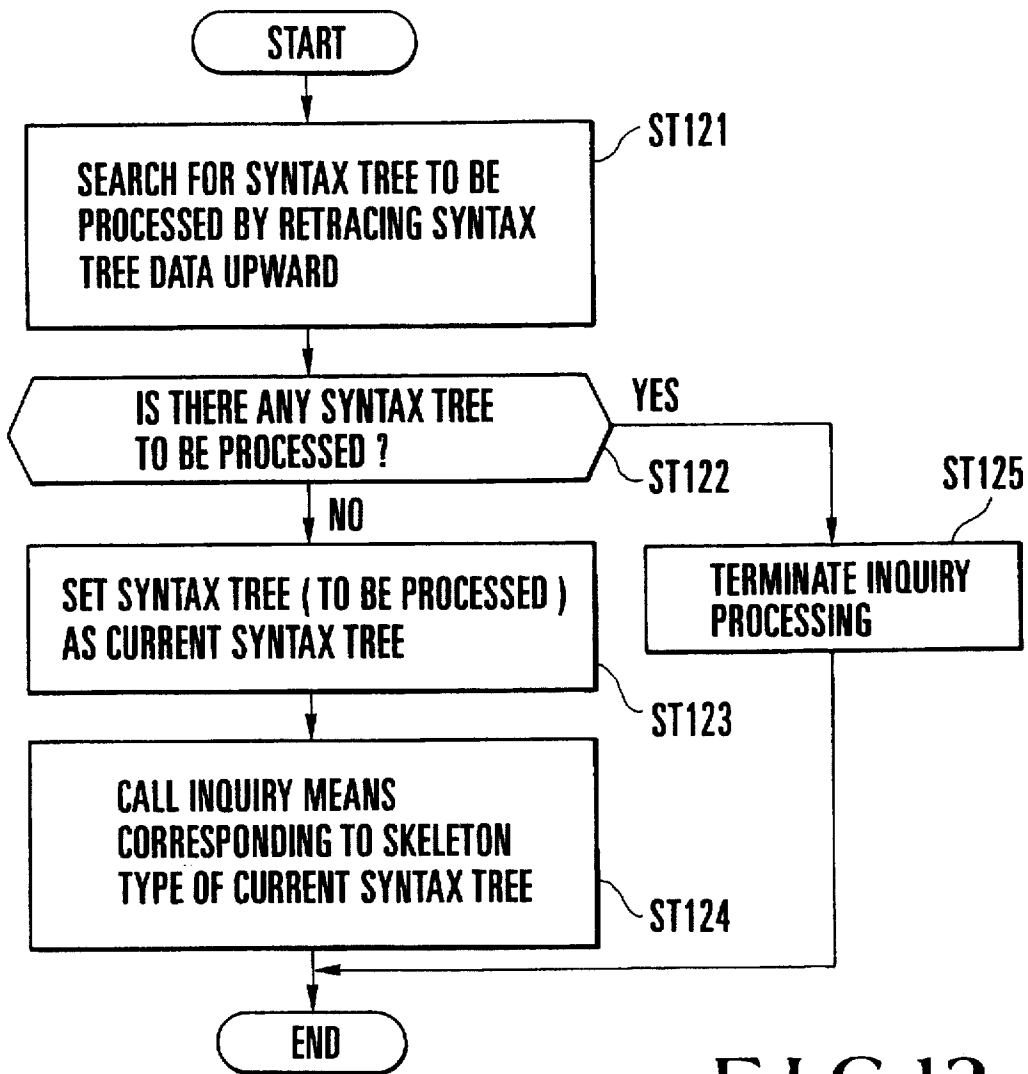 START
ST121
SEARCH FOR SYNTAX TREE TO BE
PROCESSED BY RETRACING SYNTAX
TREE DATA UPWARD
IS THERE ANY SYNTAX TREE
TO BE PROCESSED ?
YES
ST122
NO
ST125
SET SYNTAX TREE ( TO BE PROCESSED )
AS CURRENT SYNTAX TREE
TERMINATE INQUIRY
PROCESSING
ST123
CALL INQUIRY MEANS
CORRESPONDING TO SKELETON
TYPE OF CURRENT SYNTAX TREE
ST124
END